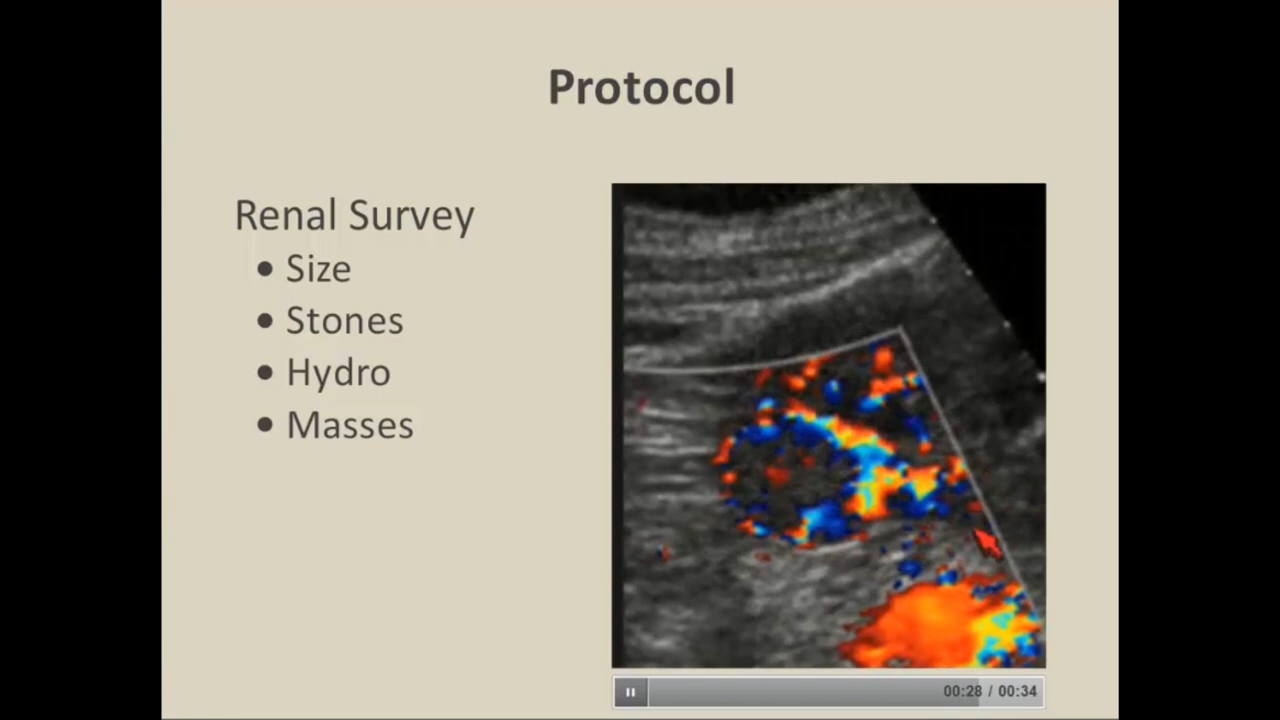 Protocol
Renal Survey
• Size
• Stones
• Hydro
• Masses
00:28 / 00:34